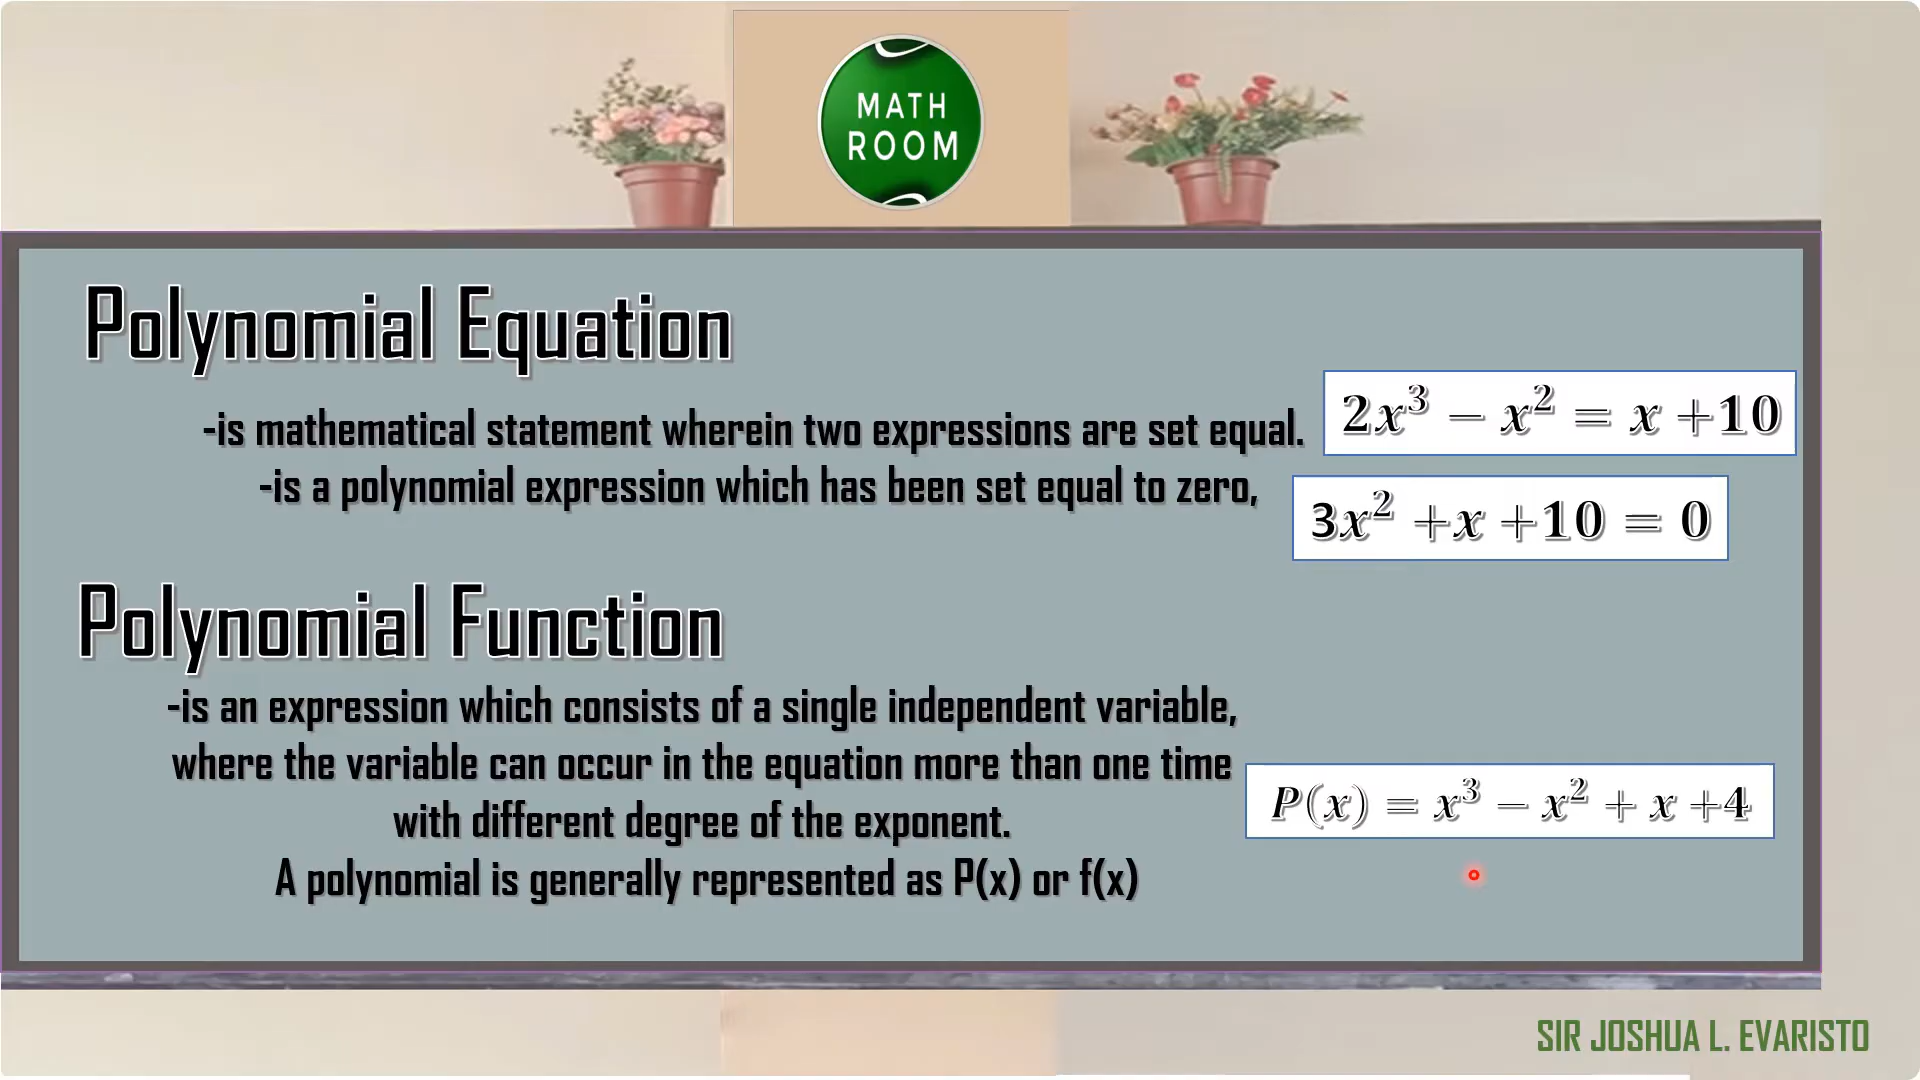 MATH
ROOM
Polynomial Equation
-is mathematical statement wherein two expressions are set equal.
2x³ − x² = x +10
-is a polynomial expression which has been set equal to zero,
3x² +x +10 = 0
Polynomial Function
-is an expression which consists of a single independent variable,
where the variable can occur in the equation more than one time
with different degree of the exponent.
P(x) = x³ − x² + x +4
A polynomial is generally represented as P(x) or f(x)
SIR JOSHUA L. EVARISTO